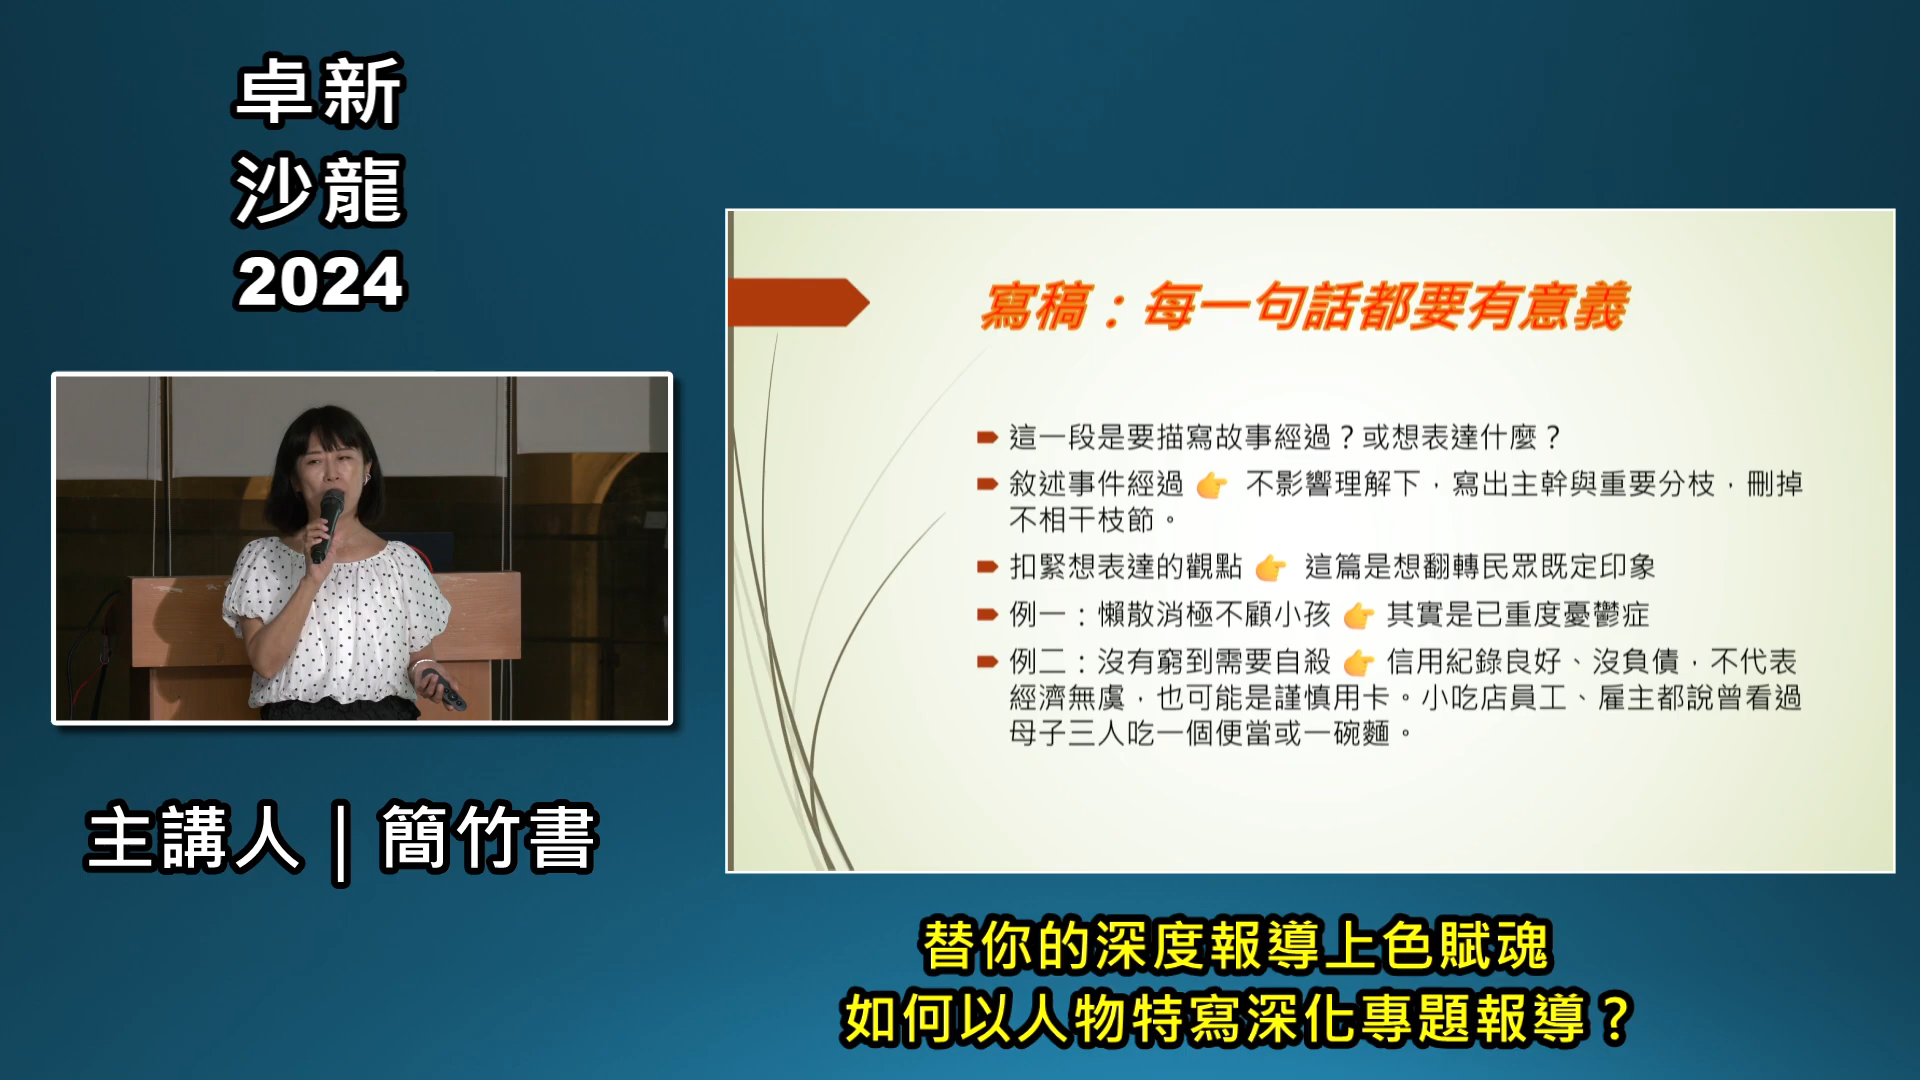 卓新
沙龍
2024
主講人｜簡竹書
寫稿：每一句話都要有意義
這一段是要描寫故事經過？或想表達什麼？
敘述事件經過 👉 不影響理解下，寫出主幹與重要分枝，刪掉
不相干枝節。
扣緊想表達的觀點 👉 這篇是想翻轉民眾既定印象
例一：懶散消極不顧小孩 👉 其實是已重度憂鬱症
例二：沒有窮到需要自殺 👉 信用紀錄良好、沒負債，不代表
經濟無虞，也可能是謹慎用卡。小吃店員工、雇主都說曾看過
母子三人吃一個便當或一碗麵。
替你的深度報導上色賦魂
如何以人物特寫深化專題報導？